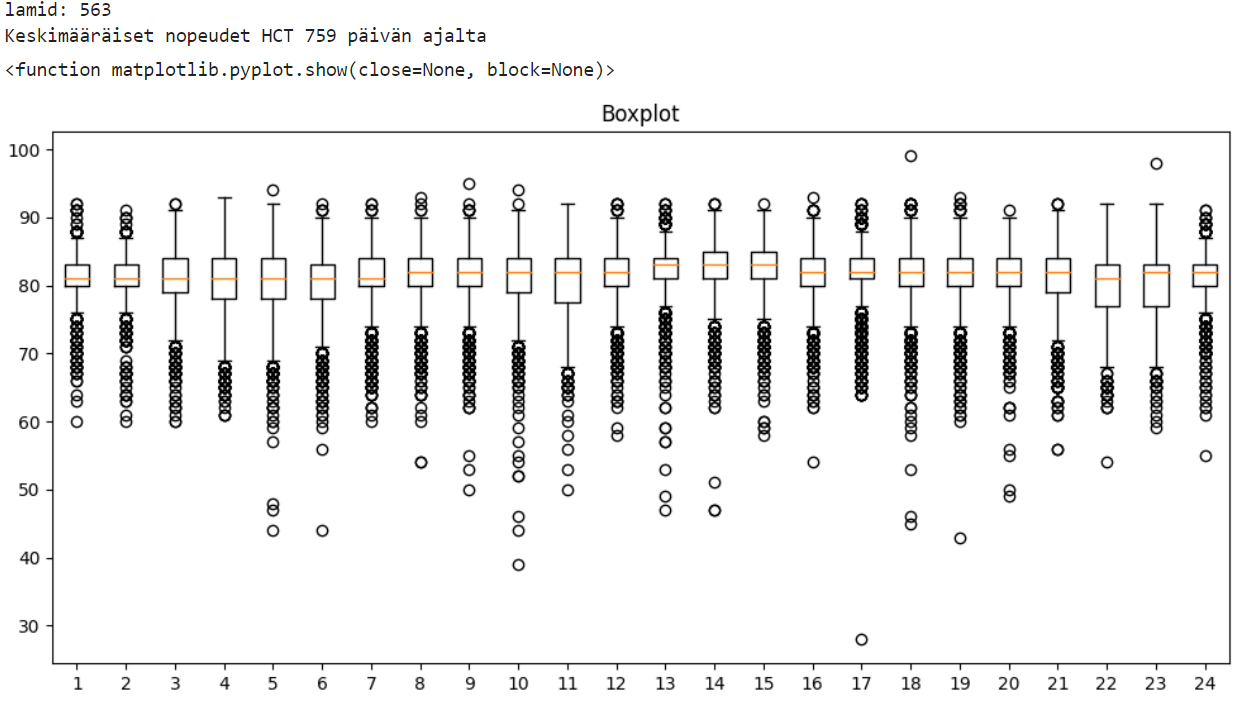 lamid: 563
Keskimääräiset nopeudet HCT 759 päivän ajalta
<function matplotlib.pyplot.show(close=None, block=None)>
Boxplot
100
90
80
70
60
50
40
30
1 2 3 4 5 6 7 8 9 10 11 12 13 14 15 16 17 18 19 20 21 22 23 24